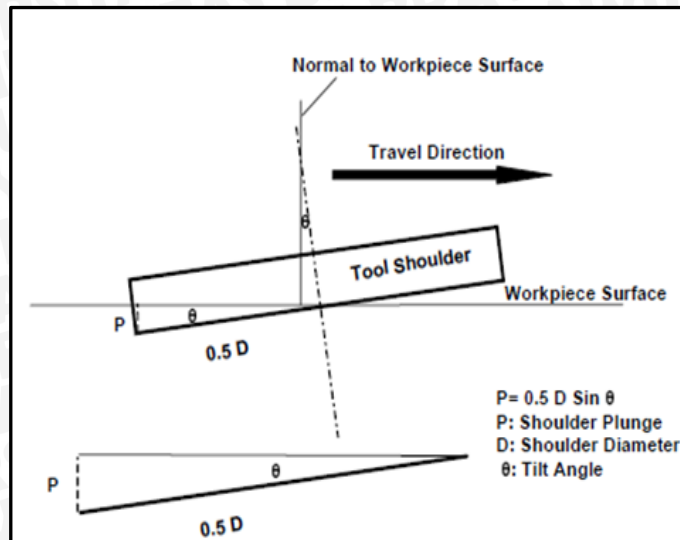 Normal to Workpiece Surface
Travel Direction
θ
Tool Shoulder
Workpiece Surface
P
θ
0.5 D
P= 0.5 D Sin θ
P: Shoulder Plunge
D: Shoulder Diameter
θ: Tilt Angle
P
θ
0.5 D